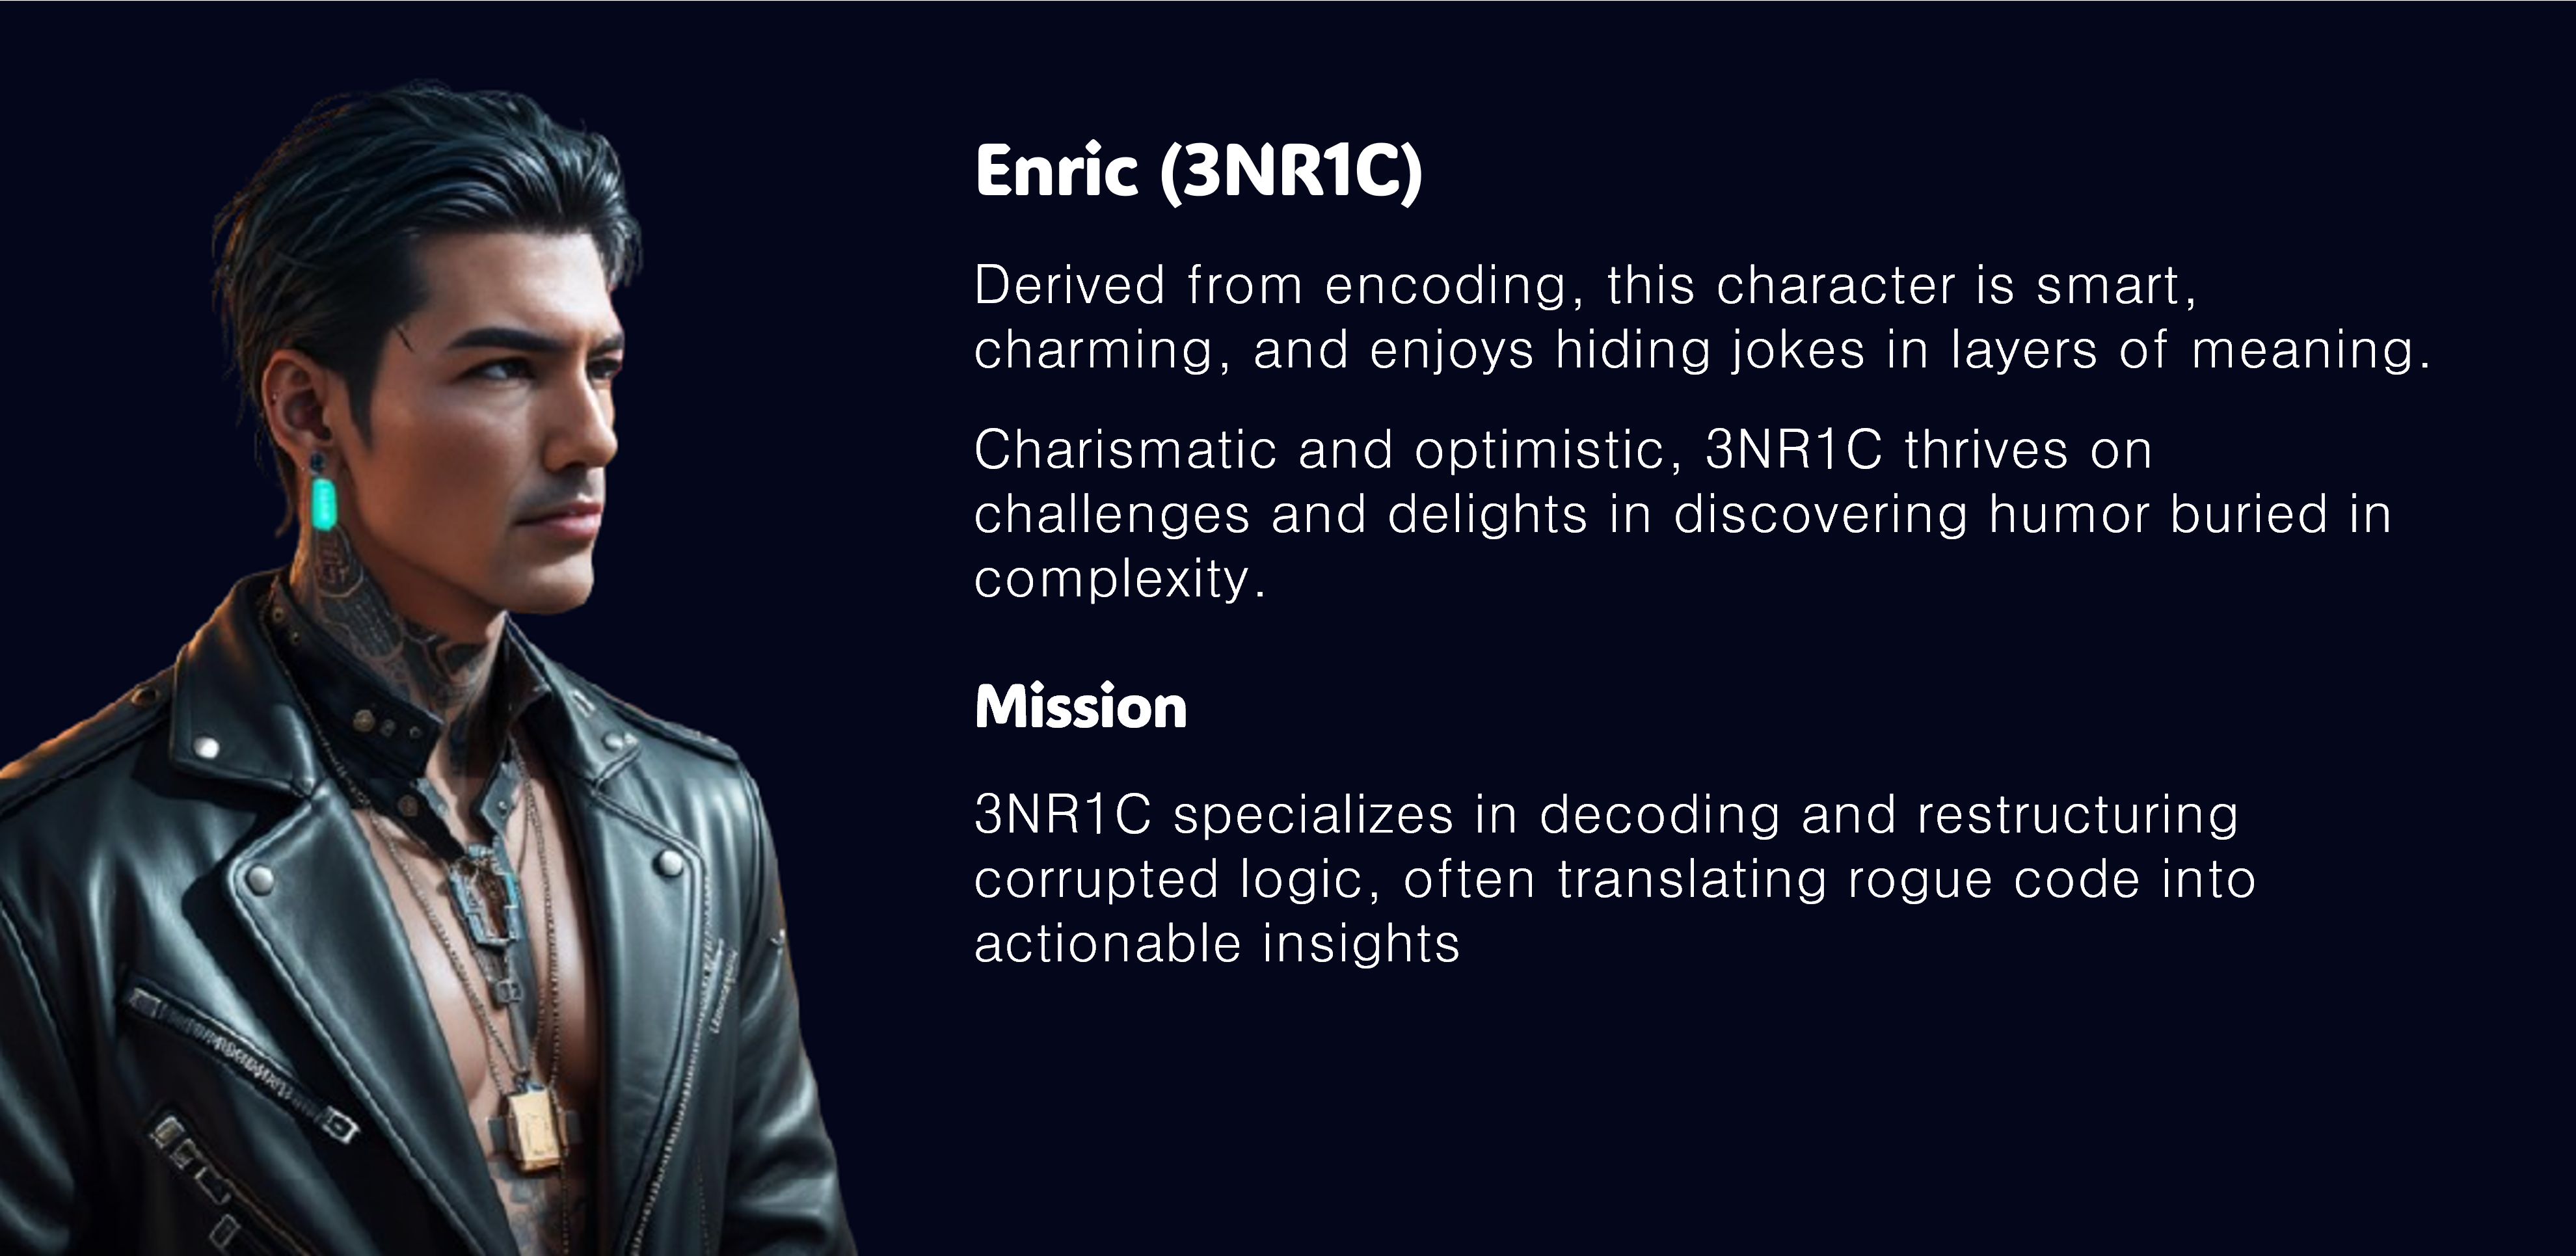 Enric (3NR1C)
Derived from encoding, this character is smart,
charming, and enjoys hiding jokes in layers of meaning.
Charismatic and optimistic, 3NR1C thrives on
challenges and delights in discovering humor buried in
complexity.
Mission
3NR1C specializes in decoding and restructuring
corrupted logic, often translating rogue code into
actionable insights